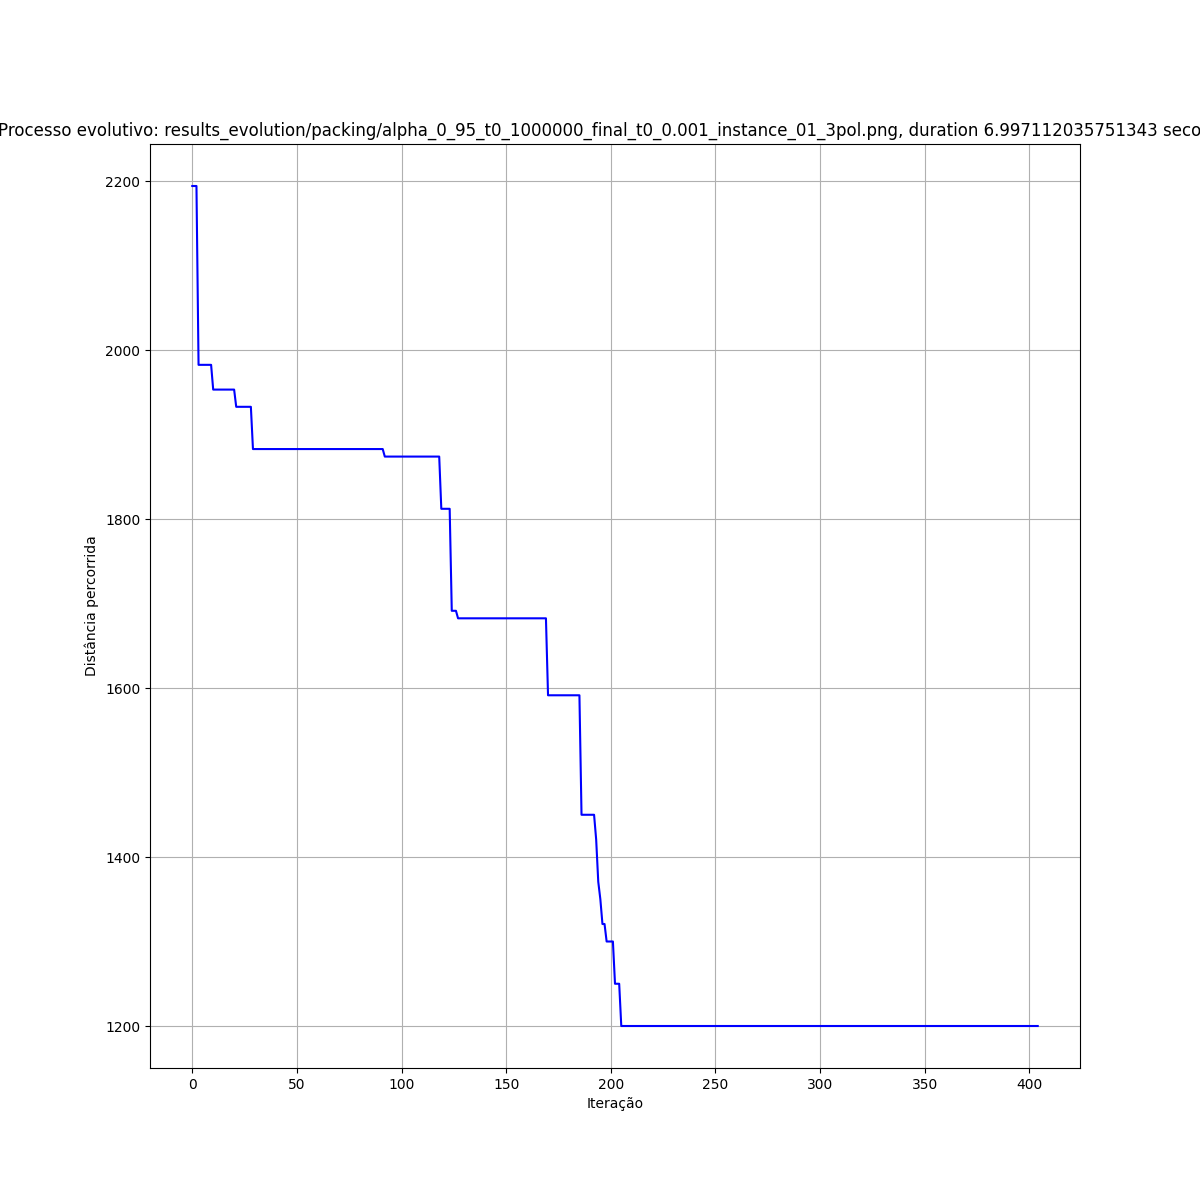 Processo evolutivo: results_evolution/packing/alpha_0_95_t0_1000000_final_t0_0.001_instance_01_3pol.png, duration 6.997112035751343 seco
2200
2000
1800
1600
1400
1200
Distância percorrida
0 50 100 150 200 250 300 350 400
Iteração